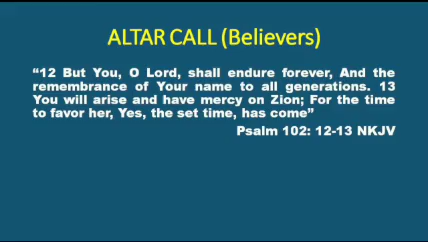 ALTAR CALL (Believers)
“12 But You, O Lord, shall endure forever, And the
remembrance of Your name to all generations. 13
You will arise and have mercy on Zion; For the time
to favor her, Yes, the set time, has come”
Psalm 102: 12-13 NKJV